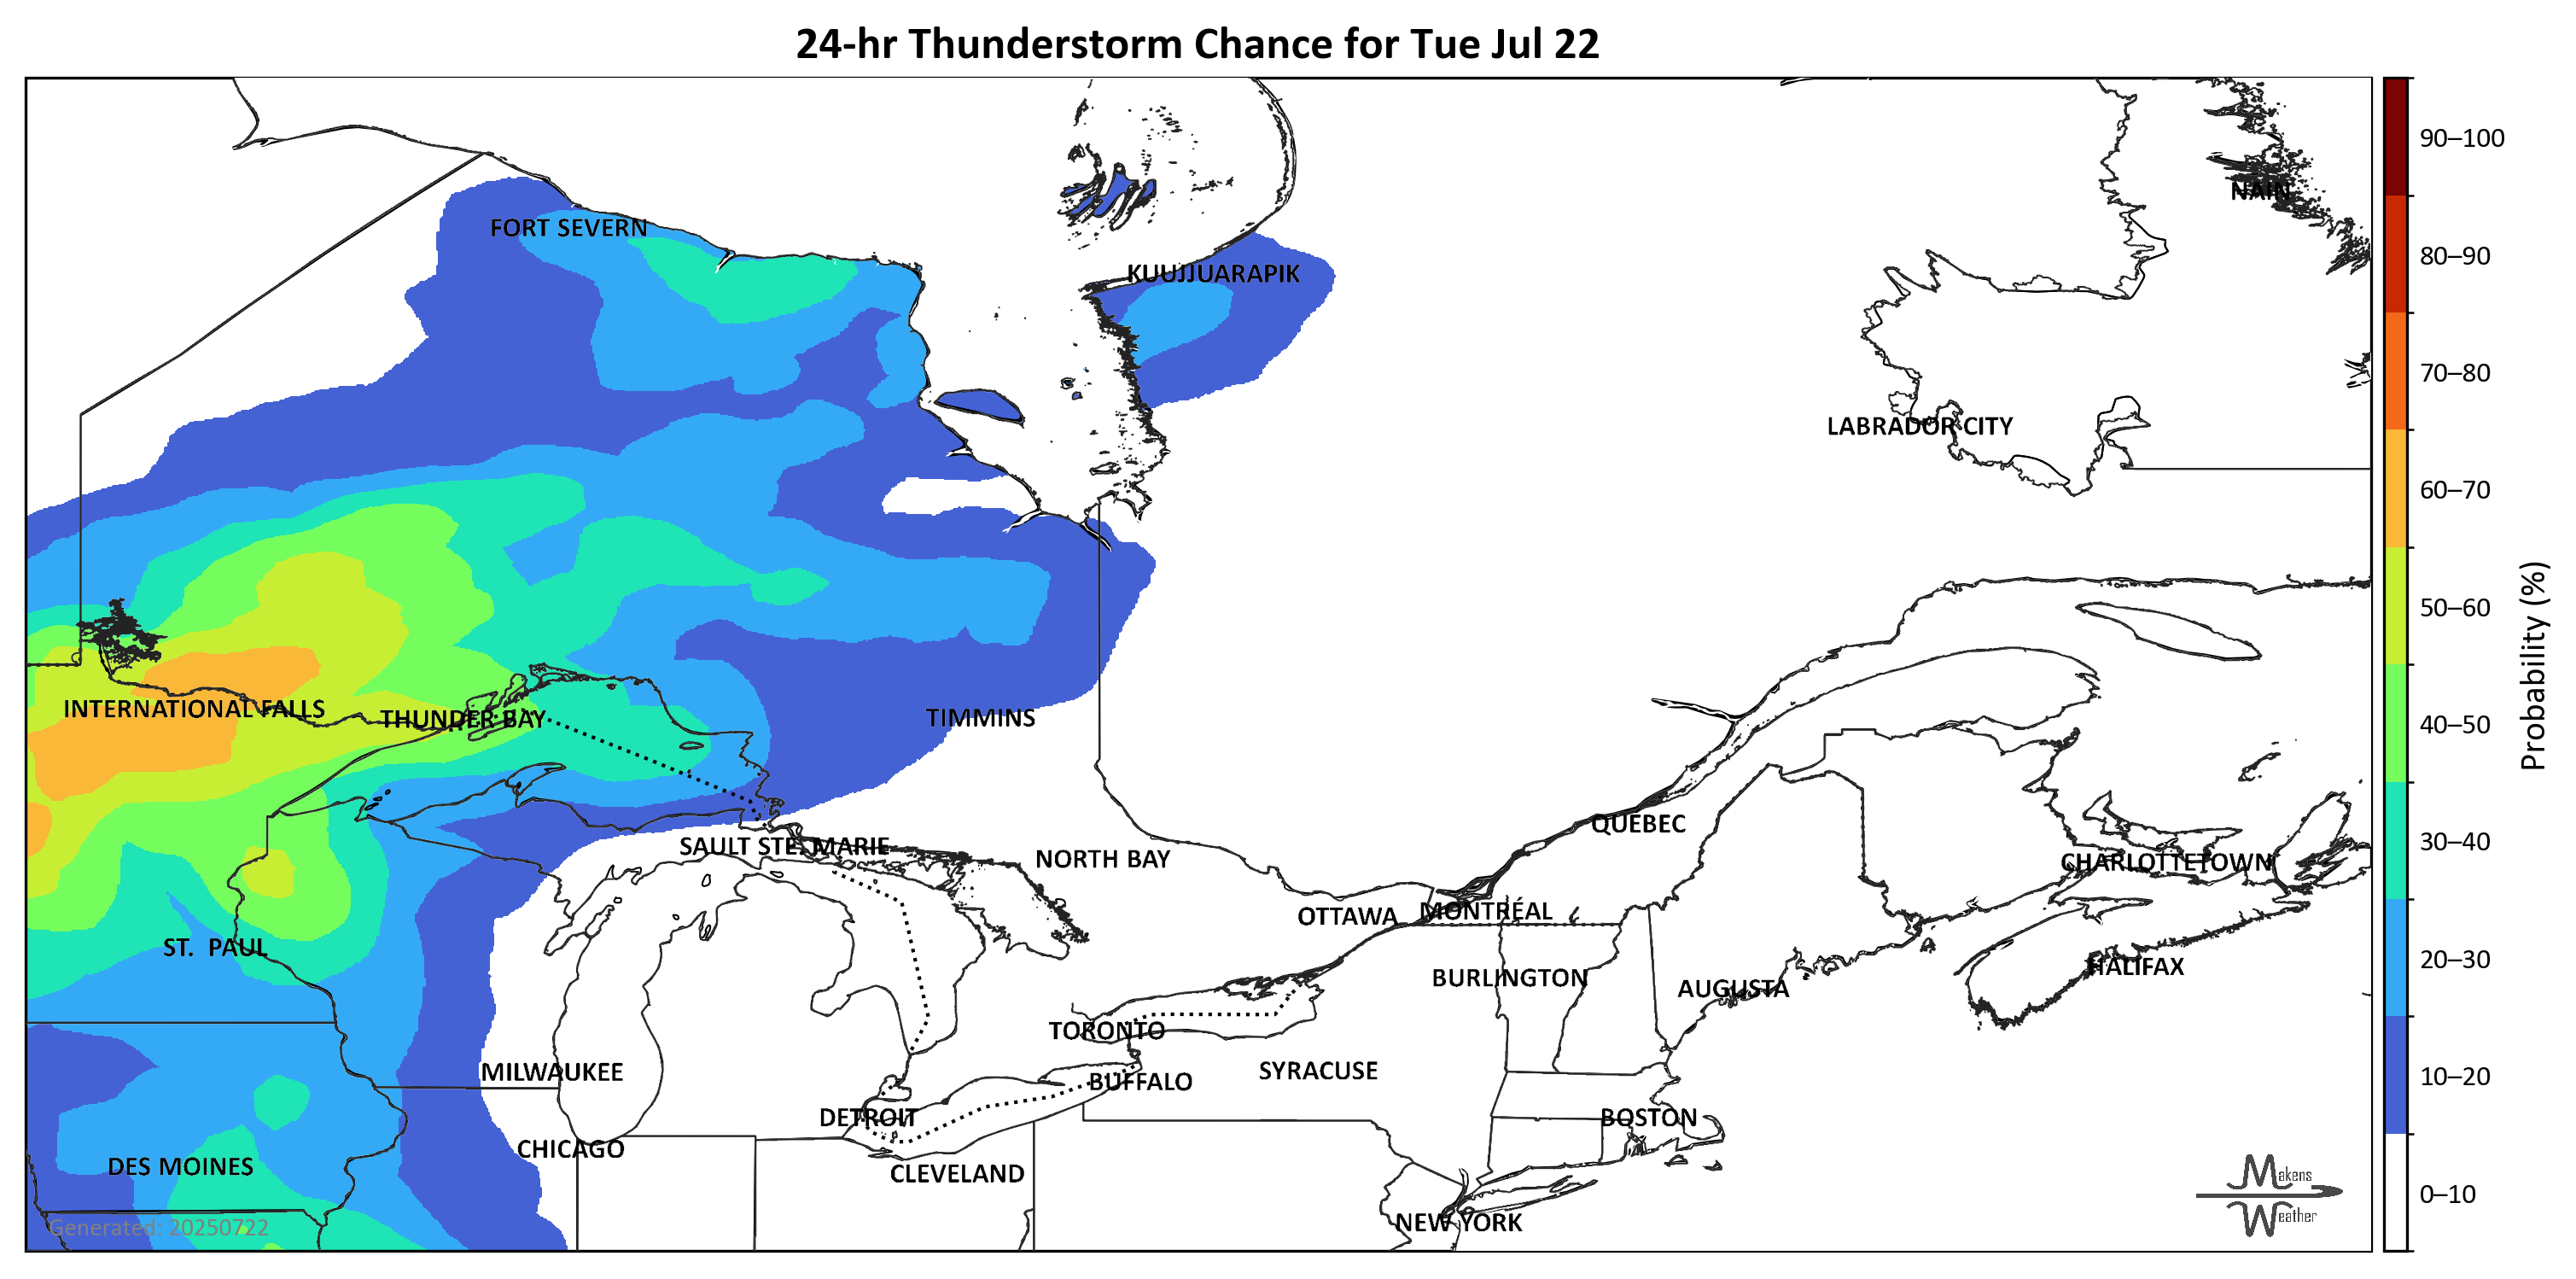 24-hr Thunderstorm Chance for Tue Jul 22
90–100
NAIN
FORT SEVERN
80–90
KUUJJUARAPIK
70–80
LABRADOR CITY
60–70
50–60
Probability (%)
INTERNATIONAL FALLS
THUNDER BAY
TIMMINS
40–50
QUEBEC
30–40
SAULT STE. MARIE
NORTH BAY
CHARLOTTETOWN
OTTAWA
MONTRÉAL
ST. PAUL
20–30
HALIFAX
BURLINGTON
AUGUSTA
TORONTO
MILWAUKEE
SYRACUSE
BUFFALO
10–20
DETROIT
BOSTON
CHICAGO
DES MOINES
CLEVELAND
Makens
Weather
0–10
NEW YORK
Generated: 20250722